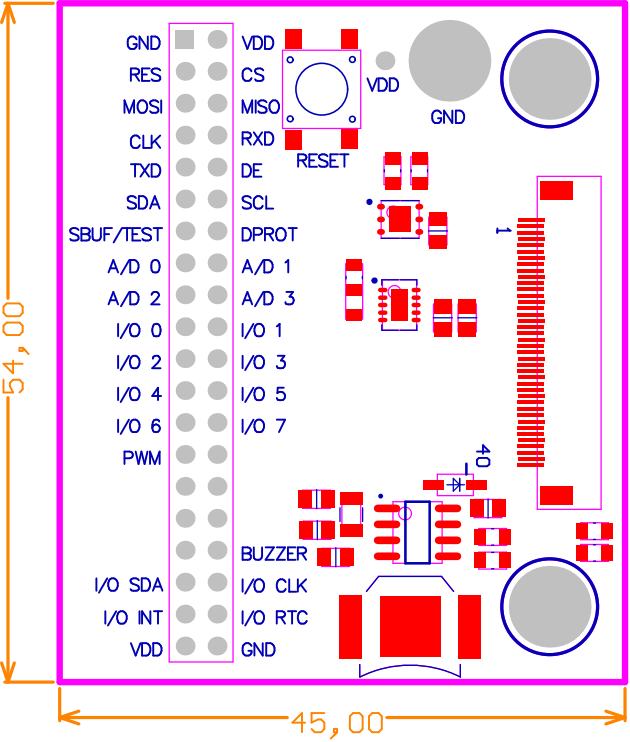 GND VDD
RES CS
MOSI MISO
CLK RXD
TXD DE
SDA SCL
SBUF/TEST DPROT
A/D 0 A/D 1
A/D 2 A/D 3
I/O 0 I/O 1
I/O 2 I/O 3
I/O 4 I/O 5
I/O 6 I/O 7
PWM
BUZZER
I/O SDA I/O CLK
I/O INT I/O RTC
VDD GND
RESET
VDD
GND
1
40
54,00
45,00